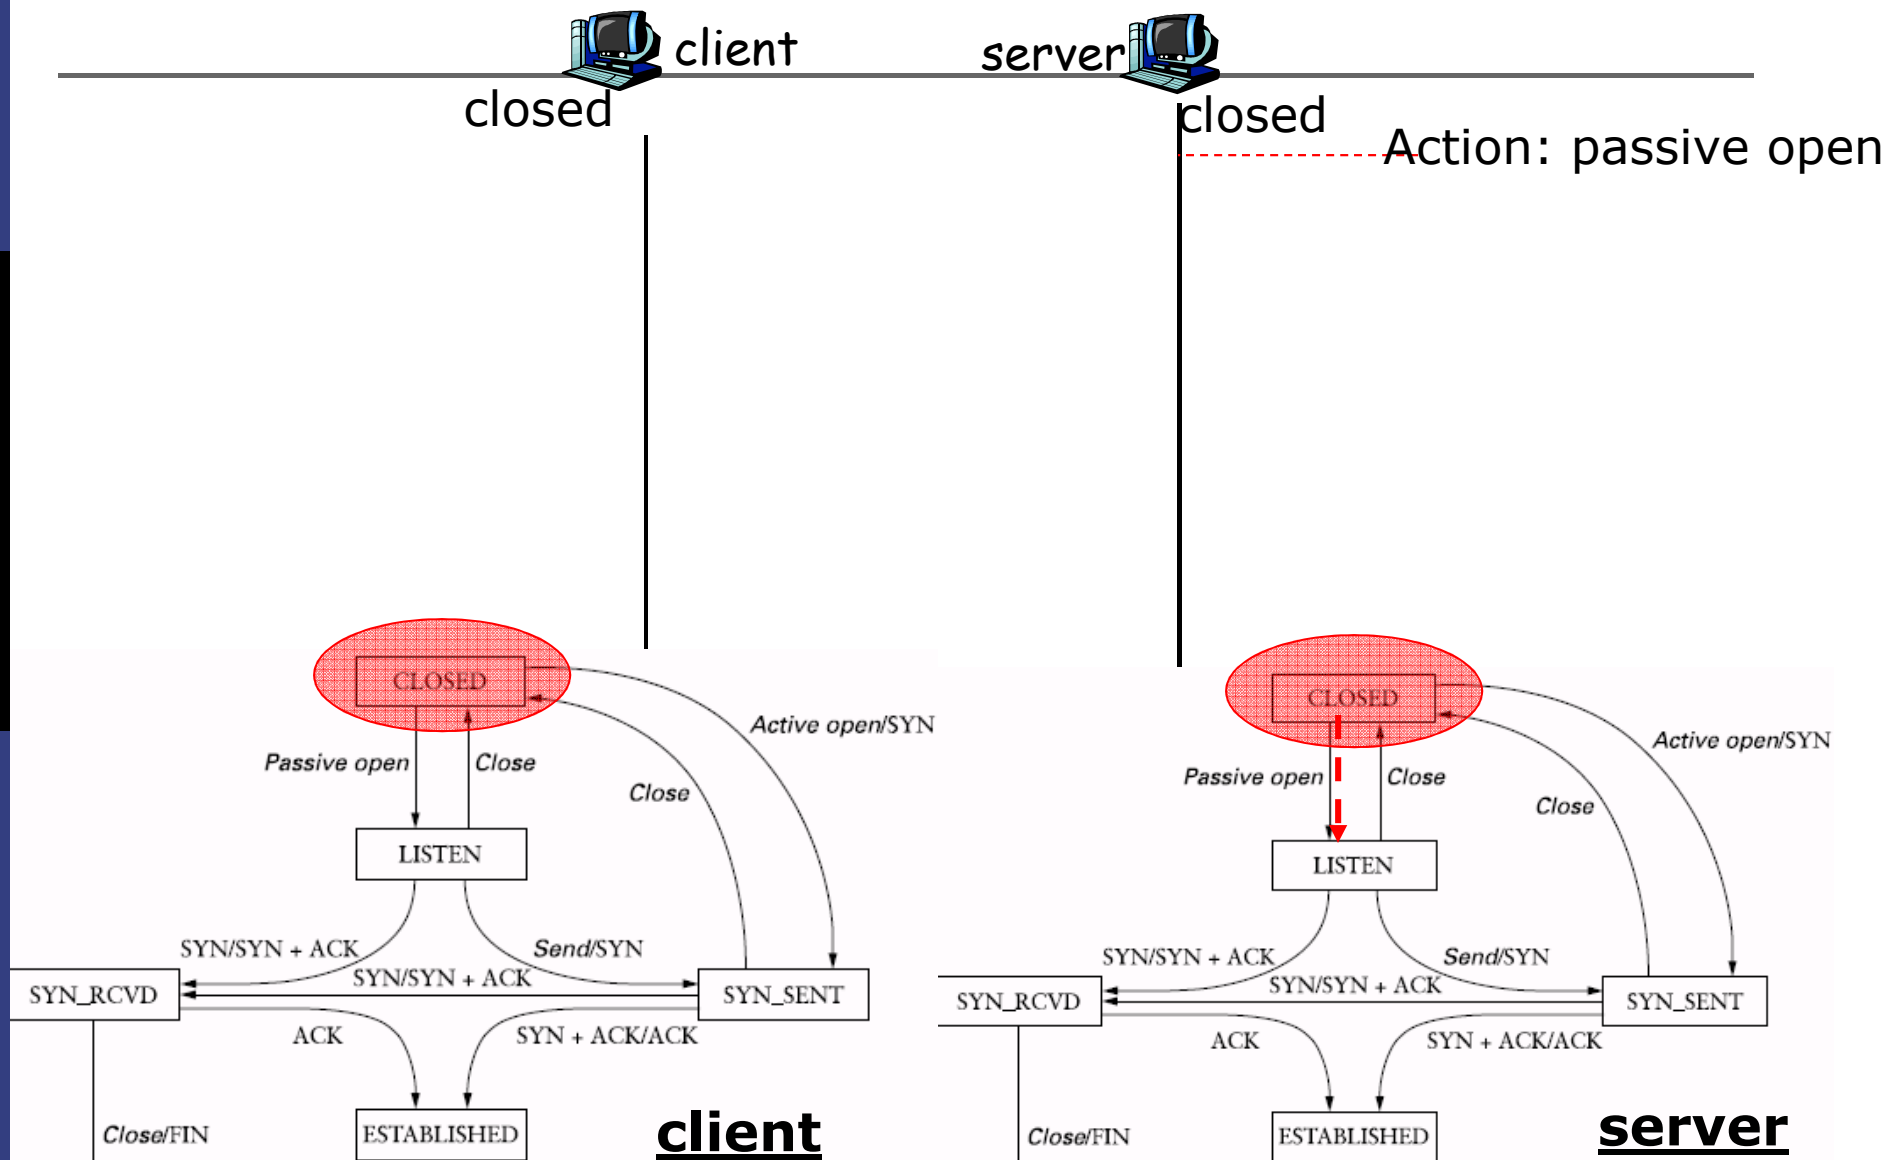 client
server
closed
closed
Action: passive open
CLOSED
Active open/SYN
Passive open
Close
Close
LISTEN
SYN/SYN + ACK
Send/SYN
SYN/SYN + ACK
SYN_RCVD
SYN_SENT
ACK
SYN + ACK/ACK
Close/FIN
ESTABLISHED
client
CLOSED
Active open/SYN
Passive open
Close
Close
LISTEN
SYN/SYN + ACK
Send/SYN
SYN/SYN + ACK
SYN_RCVD
SYN_SENT
ACK
SYN + ACK/ACK
Close/FIN
ESTABLISHED
server